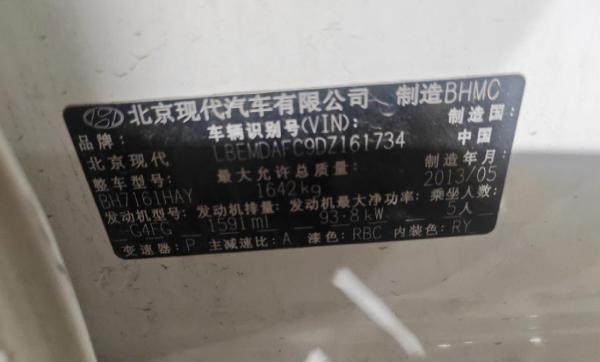 北京现代汽车有限公司 制造BHMC
品牌: 车辆识别号(VIN): 制造国:
北京现代 LBEMDAFC9DZ161734 中国
整车型号: 最大允许总质量 制造年月:
BH7161HAY 1642kg 2013/05
发动机型号: 发动机排量: 发动机最大净功率: 乘坐人数:
G4FG 1591ml 93.8kW 5人
变速器: P 主减速比: A 漆色: RBC 内装色: RY